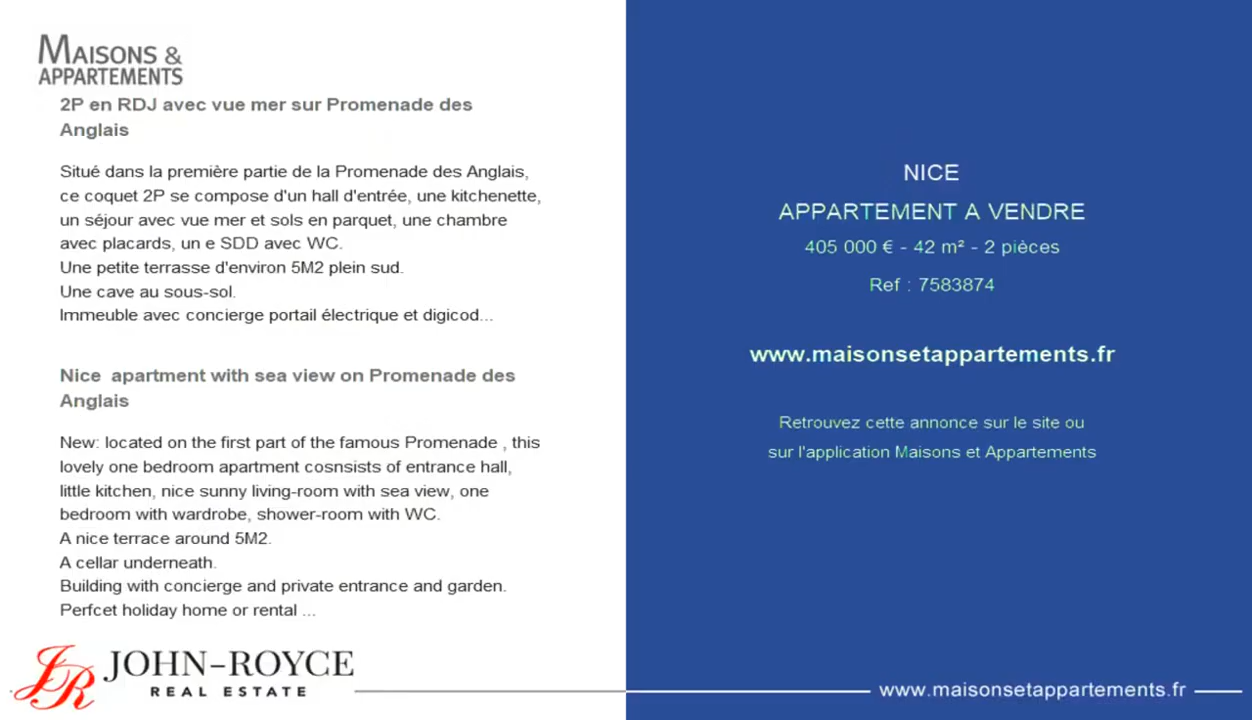 MAISONS &
APPARTEMENTS
2P en RDJ avec vue mer sur Promenade des
Anglais
Situé dans la première partie de la Promenade des Anglais,
ce coquet 2P se compose d'un hall d'entrée, une kitchenette,
un séjour avec vue mer et sols en parquet, une chambre
avec placards, un e SDD avec WC.
Une petite terrasse d'environ 5M2 plein sud.
Une cave au sous-sol.
Immeuble avec concierge portail électrique et digicod...
Nice  apartment with sea view on Promenade des
Anglais
New: located on the first part of the famous Promenade , this
lovely one bedroom apartment cosnsists of entrance hall,
little kitchen, nice sunny living-room with sea view, one
bedroom with wardrobe, shower-room with WC.
A nice terrace around 5M2.
A cellar underneath.
Building with concierge and private entrance and garden.
Perfcet holiday home or rental ...
JR JOHN-ROYCE
REAL ESTATE
NICE
APPARTEMENT A VENDRE
405 000 € - 42 m² - 2 pièces
Ref : 7583874
www.maisonsetappartements.fr
Retrouvez cette annonce sur le site ou
sur l'application Maisons et Appartements
www.maisonsetappartements.fr